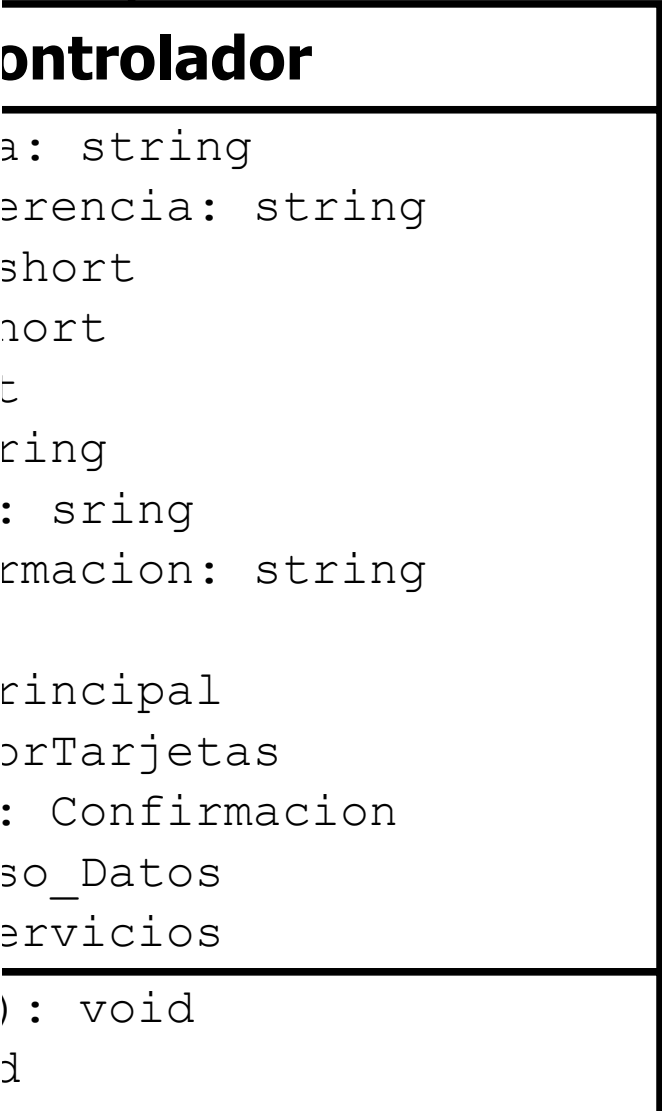 ontrolador
a: string
erencia: string
short
hort
t
ring
: sring
rmacion: string
rincipal
orTarjetas
: Confirmacion
so_Datos
ervicios
): void
d